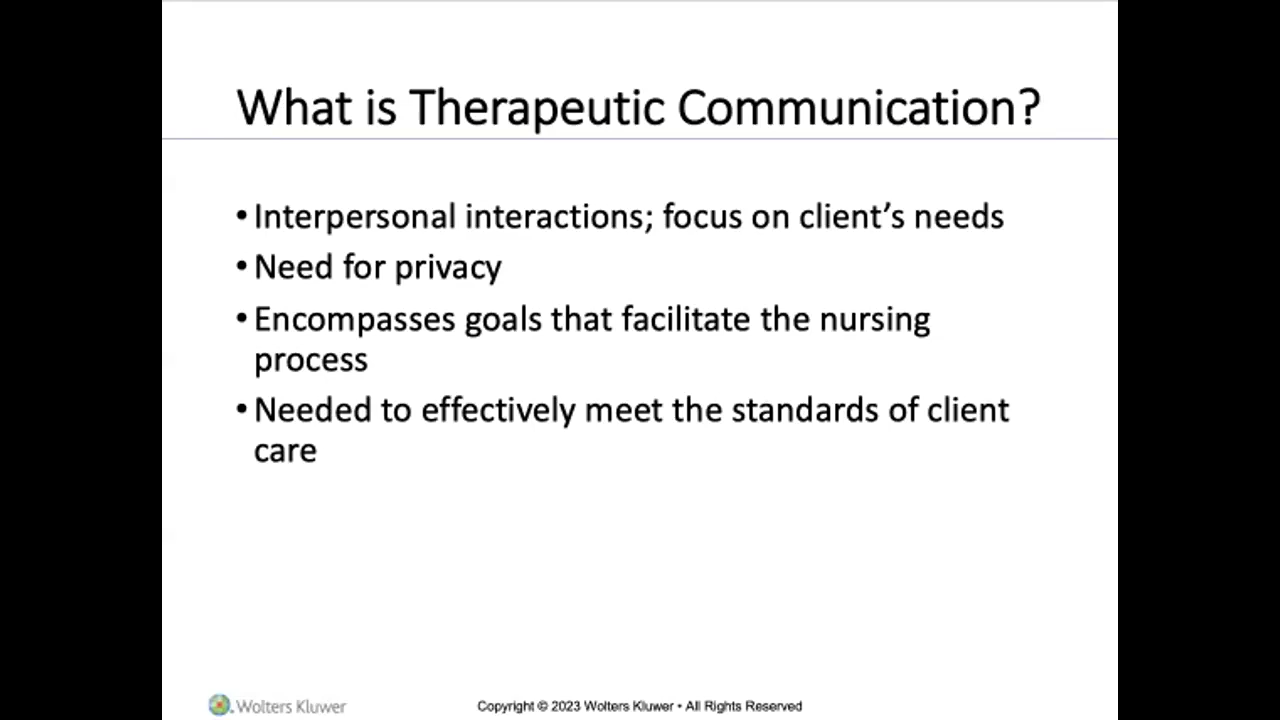 What is Therapeutic Communication?
• Interpersonal interactions; focus on client’s needs
• Need for privacy
• Encompasses goals that facilitate the nursing
process
• Needed to effectively meet the standards of client
care
Wolters Kluwer
Copyright © 2023 Wolters Kluwer • All Rights Reserved